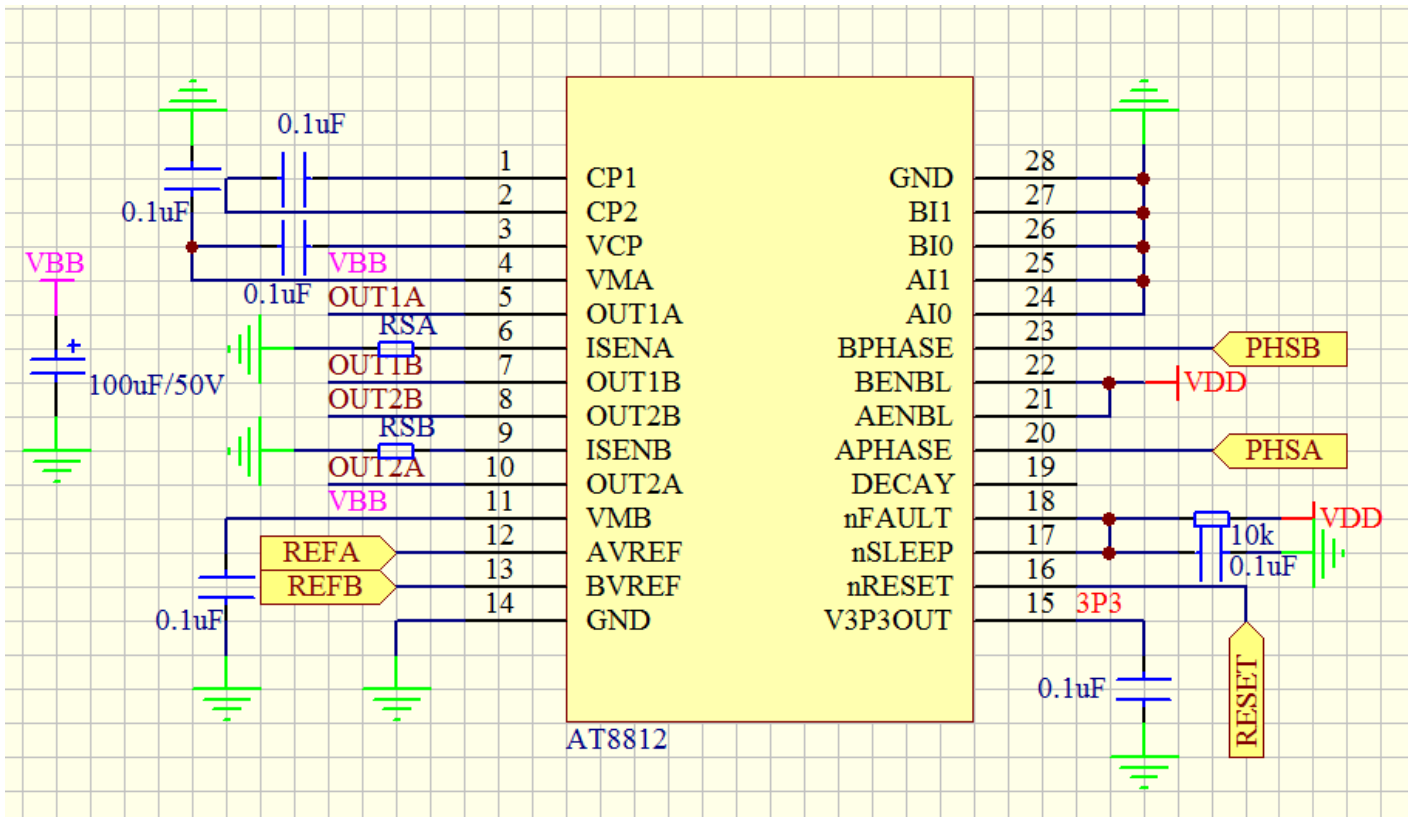 0.1uF
0.1uF
0.1uF
VBB
100uF/50V
VBB
OUT1A
RSA
OUT1B
OUT2B
RSB
OUT2A
VBB
REFA
REFB
0.1uF
1 CP1
2 CP2
3 VCP
4 VMA
5 OUT1A
6 ISENA
7 OUT1B
8 OUT2B
9 ISENB
10 OUT2A
11 VMB
12 AVREF
13 BVREF
14 GND
GND 28
BI1 27
BI0 26
AI1 25
AI0 24
BPHASE 23
BENBL 22
AENBL 21
APHASE 20
DECAY 19
nFAULT 18
nSLEEP 17
nRESET 16
V3P3OUT 15
PHSB
VDD
PHSA
VDD
10k
0.1uF
3P3
0.1uF
RESET
AT8812
+